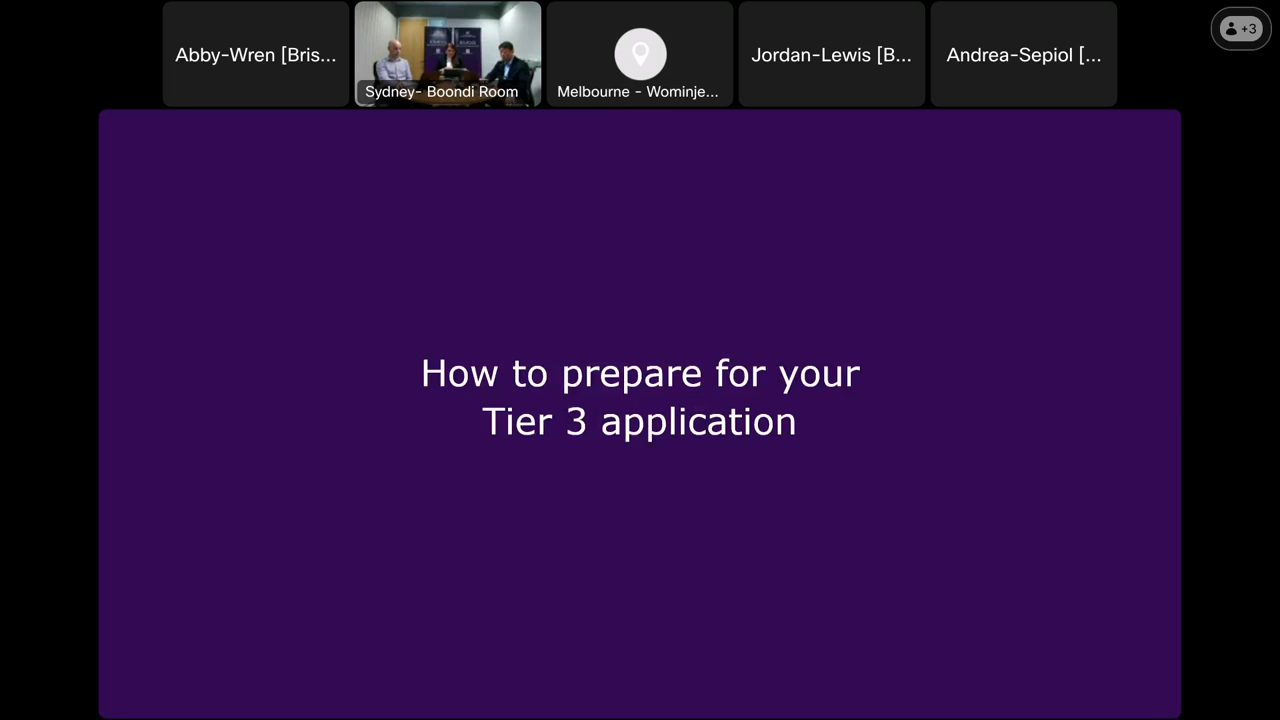 Abby-Wren [Bris...
Sydney- Boondi Room
Melbourne - Wominje...
Jordan-Lewis [B...
Andrea-Sepiol [...
+3
How to prepare for your
Tier 3 application